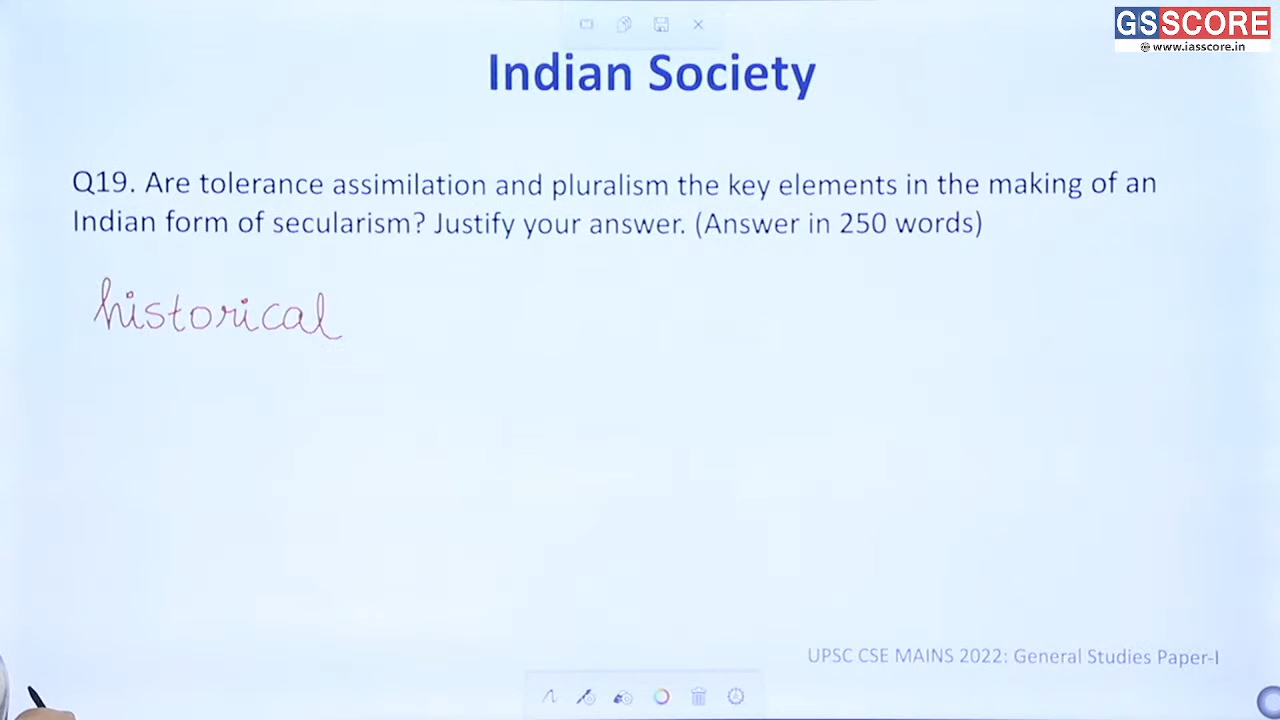 GSSCORE
www.iasscore.in
Indian Society
Q19. Are tolerance assimilation and pluralism the key elements in the making of an
Indian form of secularism? Justify your answer. (Answer in 250 words)
historical
UPSC CSE MAINS 2022: General Studies Paper-I